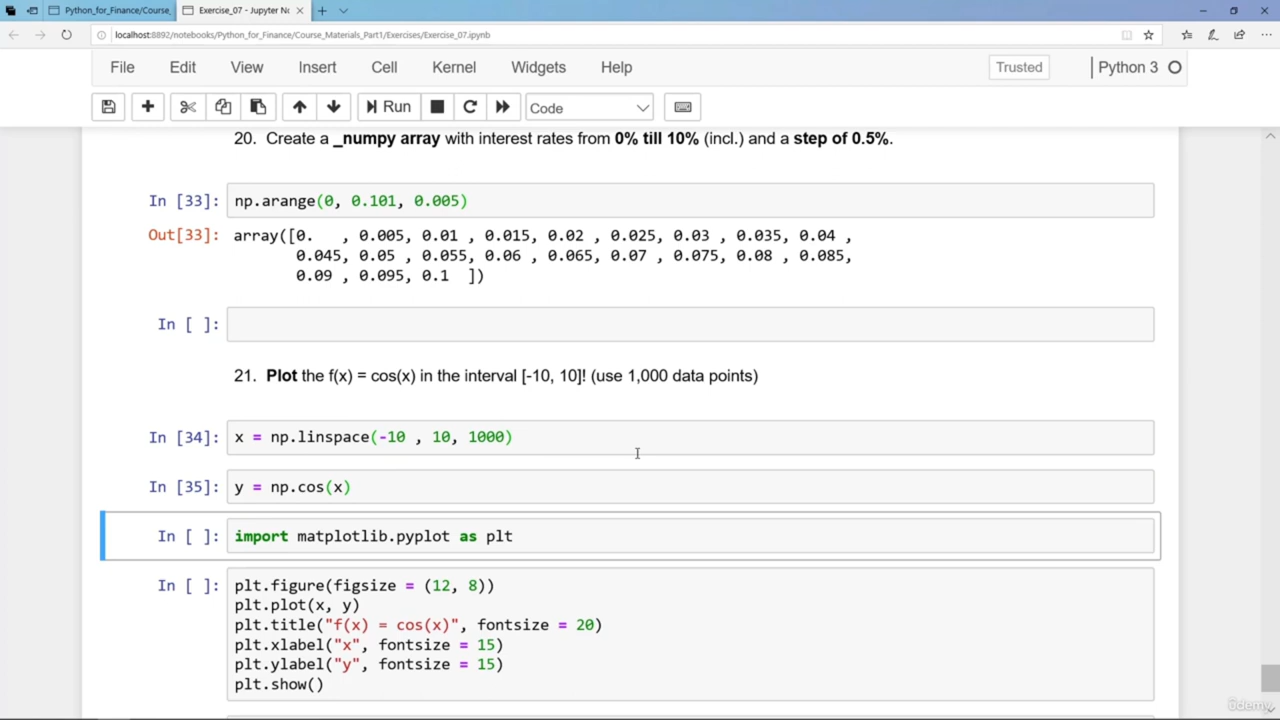 Python_for_Finance/Course_
Exercise_07 - Jupyter No
localhost:8892/notebooks/Python_for_Finance/Course_Materials_Part1/Exercises/Exercise_07.ipynb
File Edit View Insert Cell Kernel Widgets Help Trusted Python 3
Run Code
20. Create a _numpy array with interest rates from 0% till 10% (incl.) and a step of 0.5%.
In [33]: np.arange(0, 0.101, 0.005)
Out[33]: array([0.   , 0.005, 0.01 , 0.015, 0.02 , 0.025, 0.03 , 0.035, 0.04 ,
0.045, 0.05 , 0.055, 0.06 , 0.065, 0.07 , 0.075, 0.08 , 0.085,
0.09 , 0.095, 0.1  ])
In [ ]:
21. Plot the f(x) = cos(x) in the interval [-10, 10]! (use 1,000 data points)
In [34]: x = np.linspace(-10 , 10, 1000)
In [35]: y = np.cos(x)
In [ ]: import matplotlib.pyplot as plt
In [ ]: plt.figure(figsize = (12, 8))
plt.plot(x, y)
plt.title("f(x) = cos(x)", fontsize = 20)
plt.xlabel("x", fontsize = 15)
plt.ylabel("y", fontsize = 15)
plt.show()
ûdemy